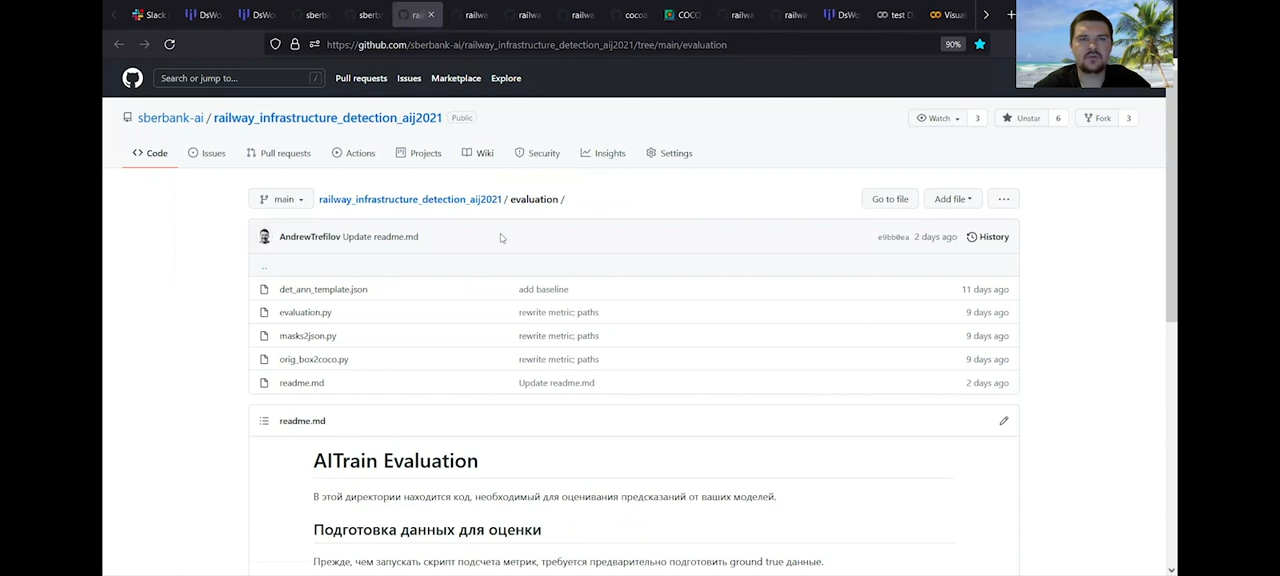 Slack
DsWo
DsWo
sberb
sberb
rail
railwa
railwa
railwa
cocoa
COCO
railwa
railwa
DsWo
test D
Visual
https://github.com/sberbank-ai/railway_infrastructure_detection_aij2021/tree/main/evaluation
90%
Search or jump to...
/
Pull requests
Issues
Marketplace
Explore
sberbank-ai / railway_infrastructure_detection_aij2021
Public
Watch
3
Unstar
6
Fork
3
Code
Issues
Pull requests
Actions
Projects
Wiki
Security
Insights
Settings
main
railway_infrastructure_detection_aij2021 / evaluation /
Go to file
Add file
...
AndrewTrefilov Update readme.md
e9bb0ea 2 days ago
History
..
det_ann_template.json add baseline 11 days ago
evaluation.py rewrite metric; paths 9 days ago
masks2json.py rewrite metric; paths 9 days ago
orig_box2coco.py rewrite metric; paths 9 days ago
readme.md Update readme.md 2 days ago
readme.md
AITrain Evaluation
В этой директории находится код, необходимый для оценивания предсказаний от ваших моделей.
Подготовка данных для оценки
Прежде, чем запускать скрипт подсчета метрик, требуется предварительно подготовить ground true данные.